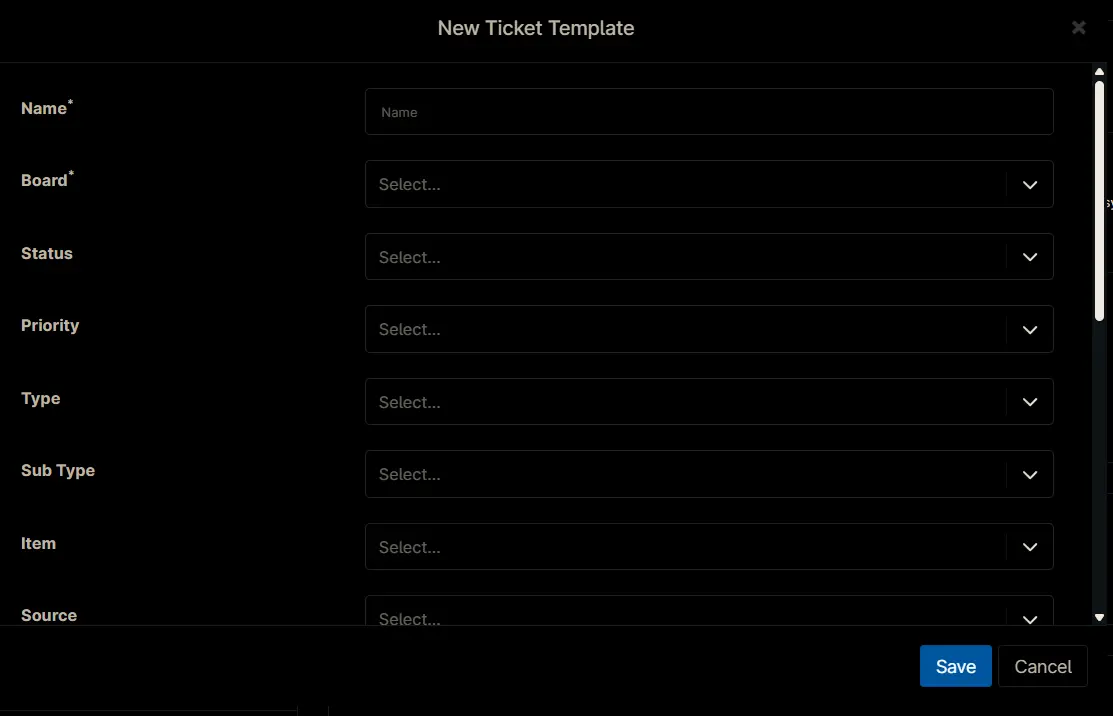 New Ticket Template
Name*
Name
Board*
Select...
Status
Select...
Priority
Select...
Type
Select...
Sub Type
Select...
Item
Select...
Source
Select...
Save
Cancel